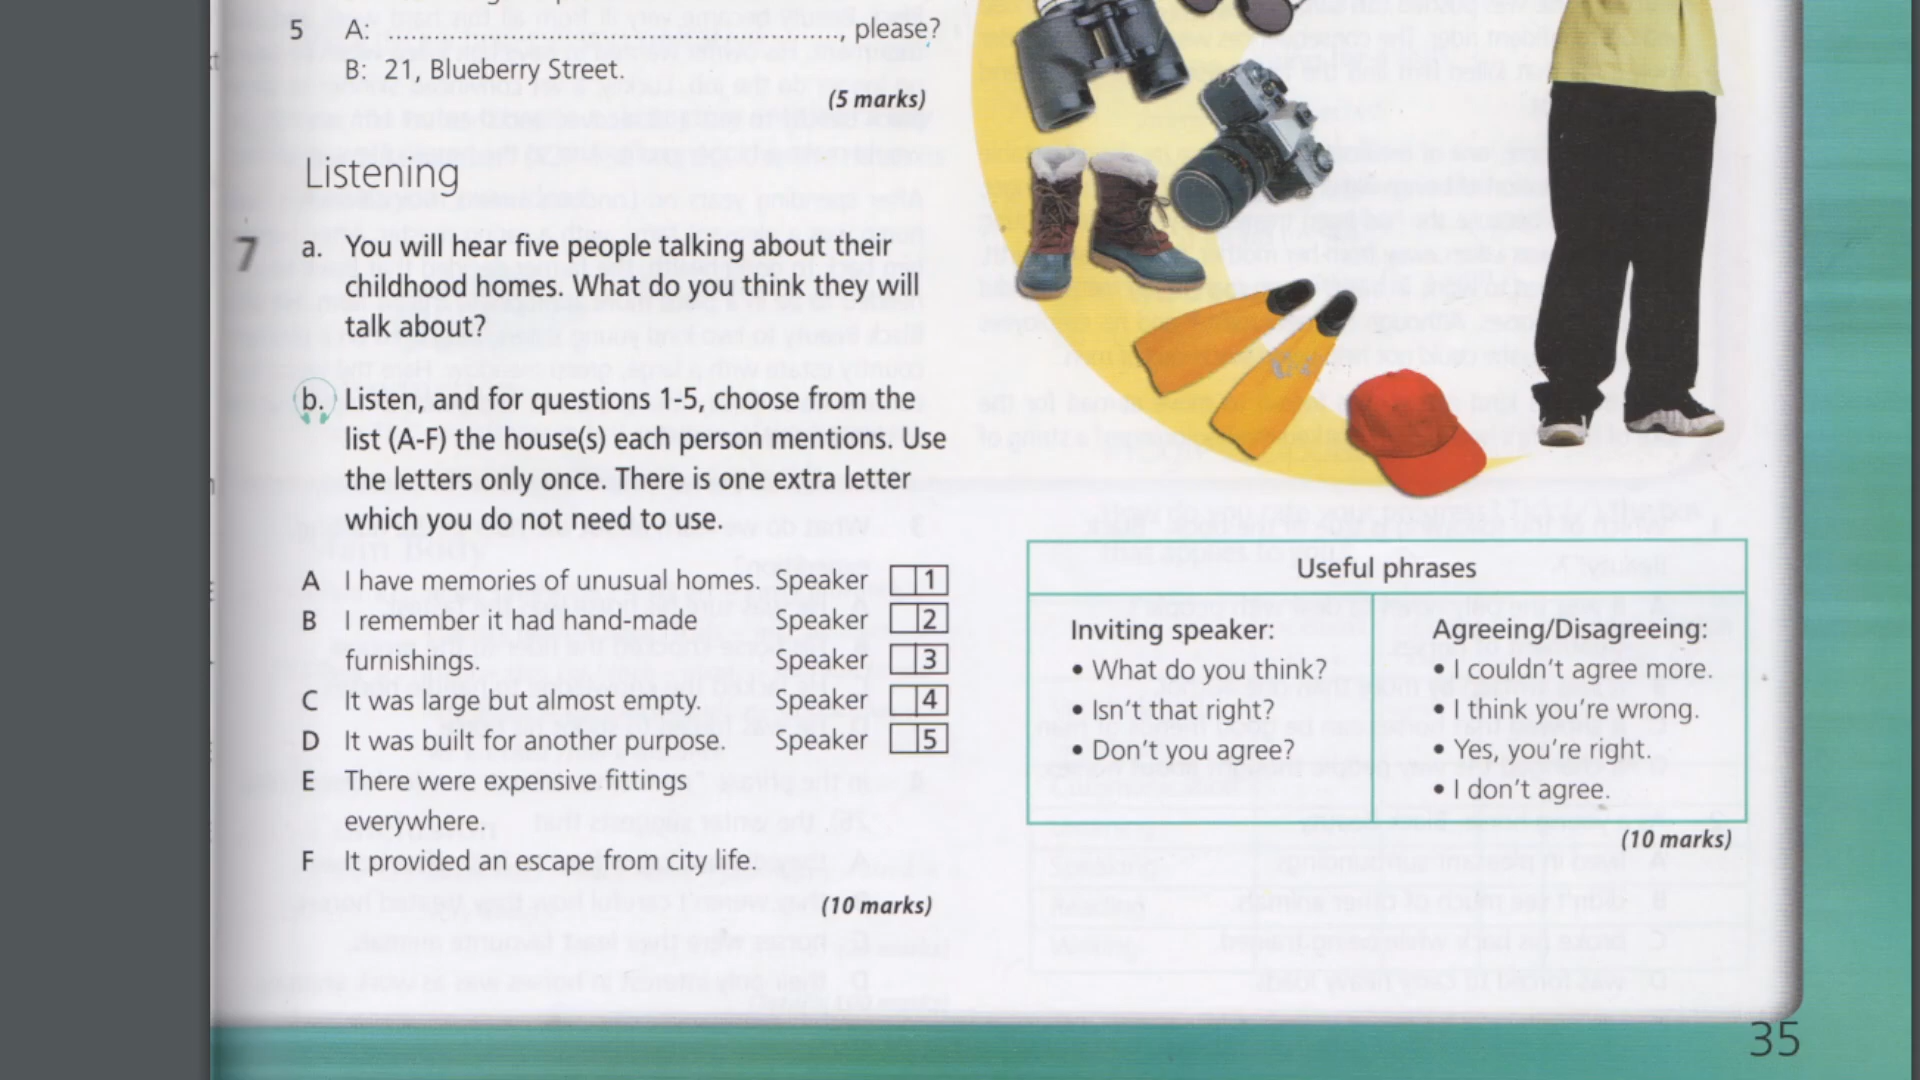 5 A: ......................................................................, please?
B: 21, Blueberry Street.
(5 marks)
Listening
7 a. You will hear five people talking about their
childhood homes. What do you think they will
talk about?
b. Listen, and for questions 1-5, choose from the
list (A-F) the house(s) each person mentions. Use
the letters only once. There is one extra letter
which you do not need to use.
A I have memories of unusual homes. Speaker 1
B I remember it had hand-made Speaker 2
furnishings. Speaker 3
C It was large but almost empty. Speaker 4
D It was built for another purpose. Speaker 5
E There were expensive fittings
everywhere.
F It provided an escape from city life.
(10 marks)
Useful phrases
Inviting speaker:
• What do you think?
• Isn't that right?
• Don't you agree?
Agreeing/Disagreeing:
• I couldn't agree more.
• I think you're wrong.
• Yes, you're right.
• I don't agree.
(10 marks)
35